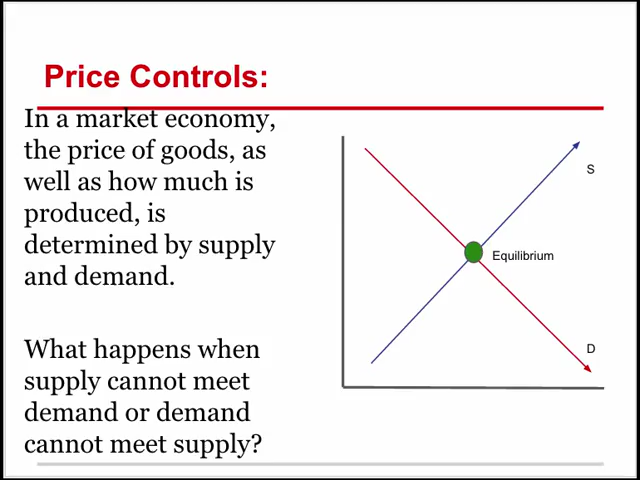 Price Controls:
In a market economy,
the price of goods, as
well as how much is
produced, is
determined by supply
and demand.
What happens when
supply cannot meet
demand or demand
cannot meet supply?
S
Equilibrium
D